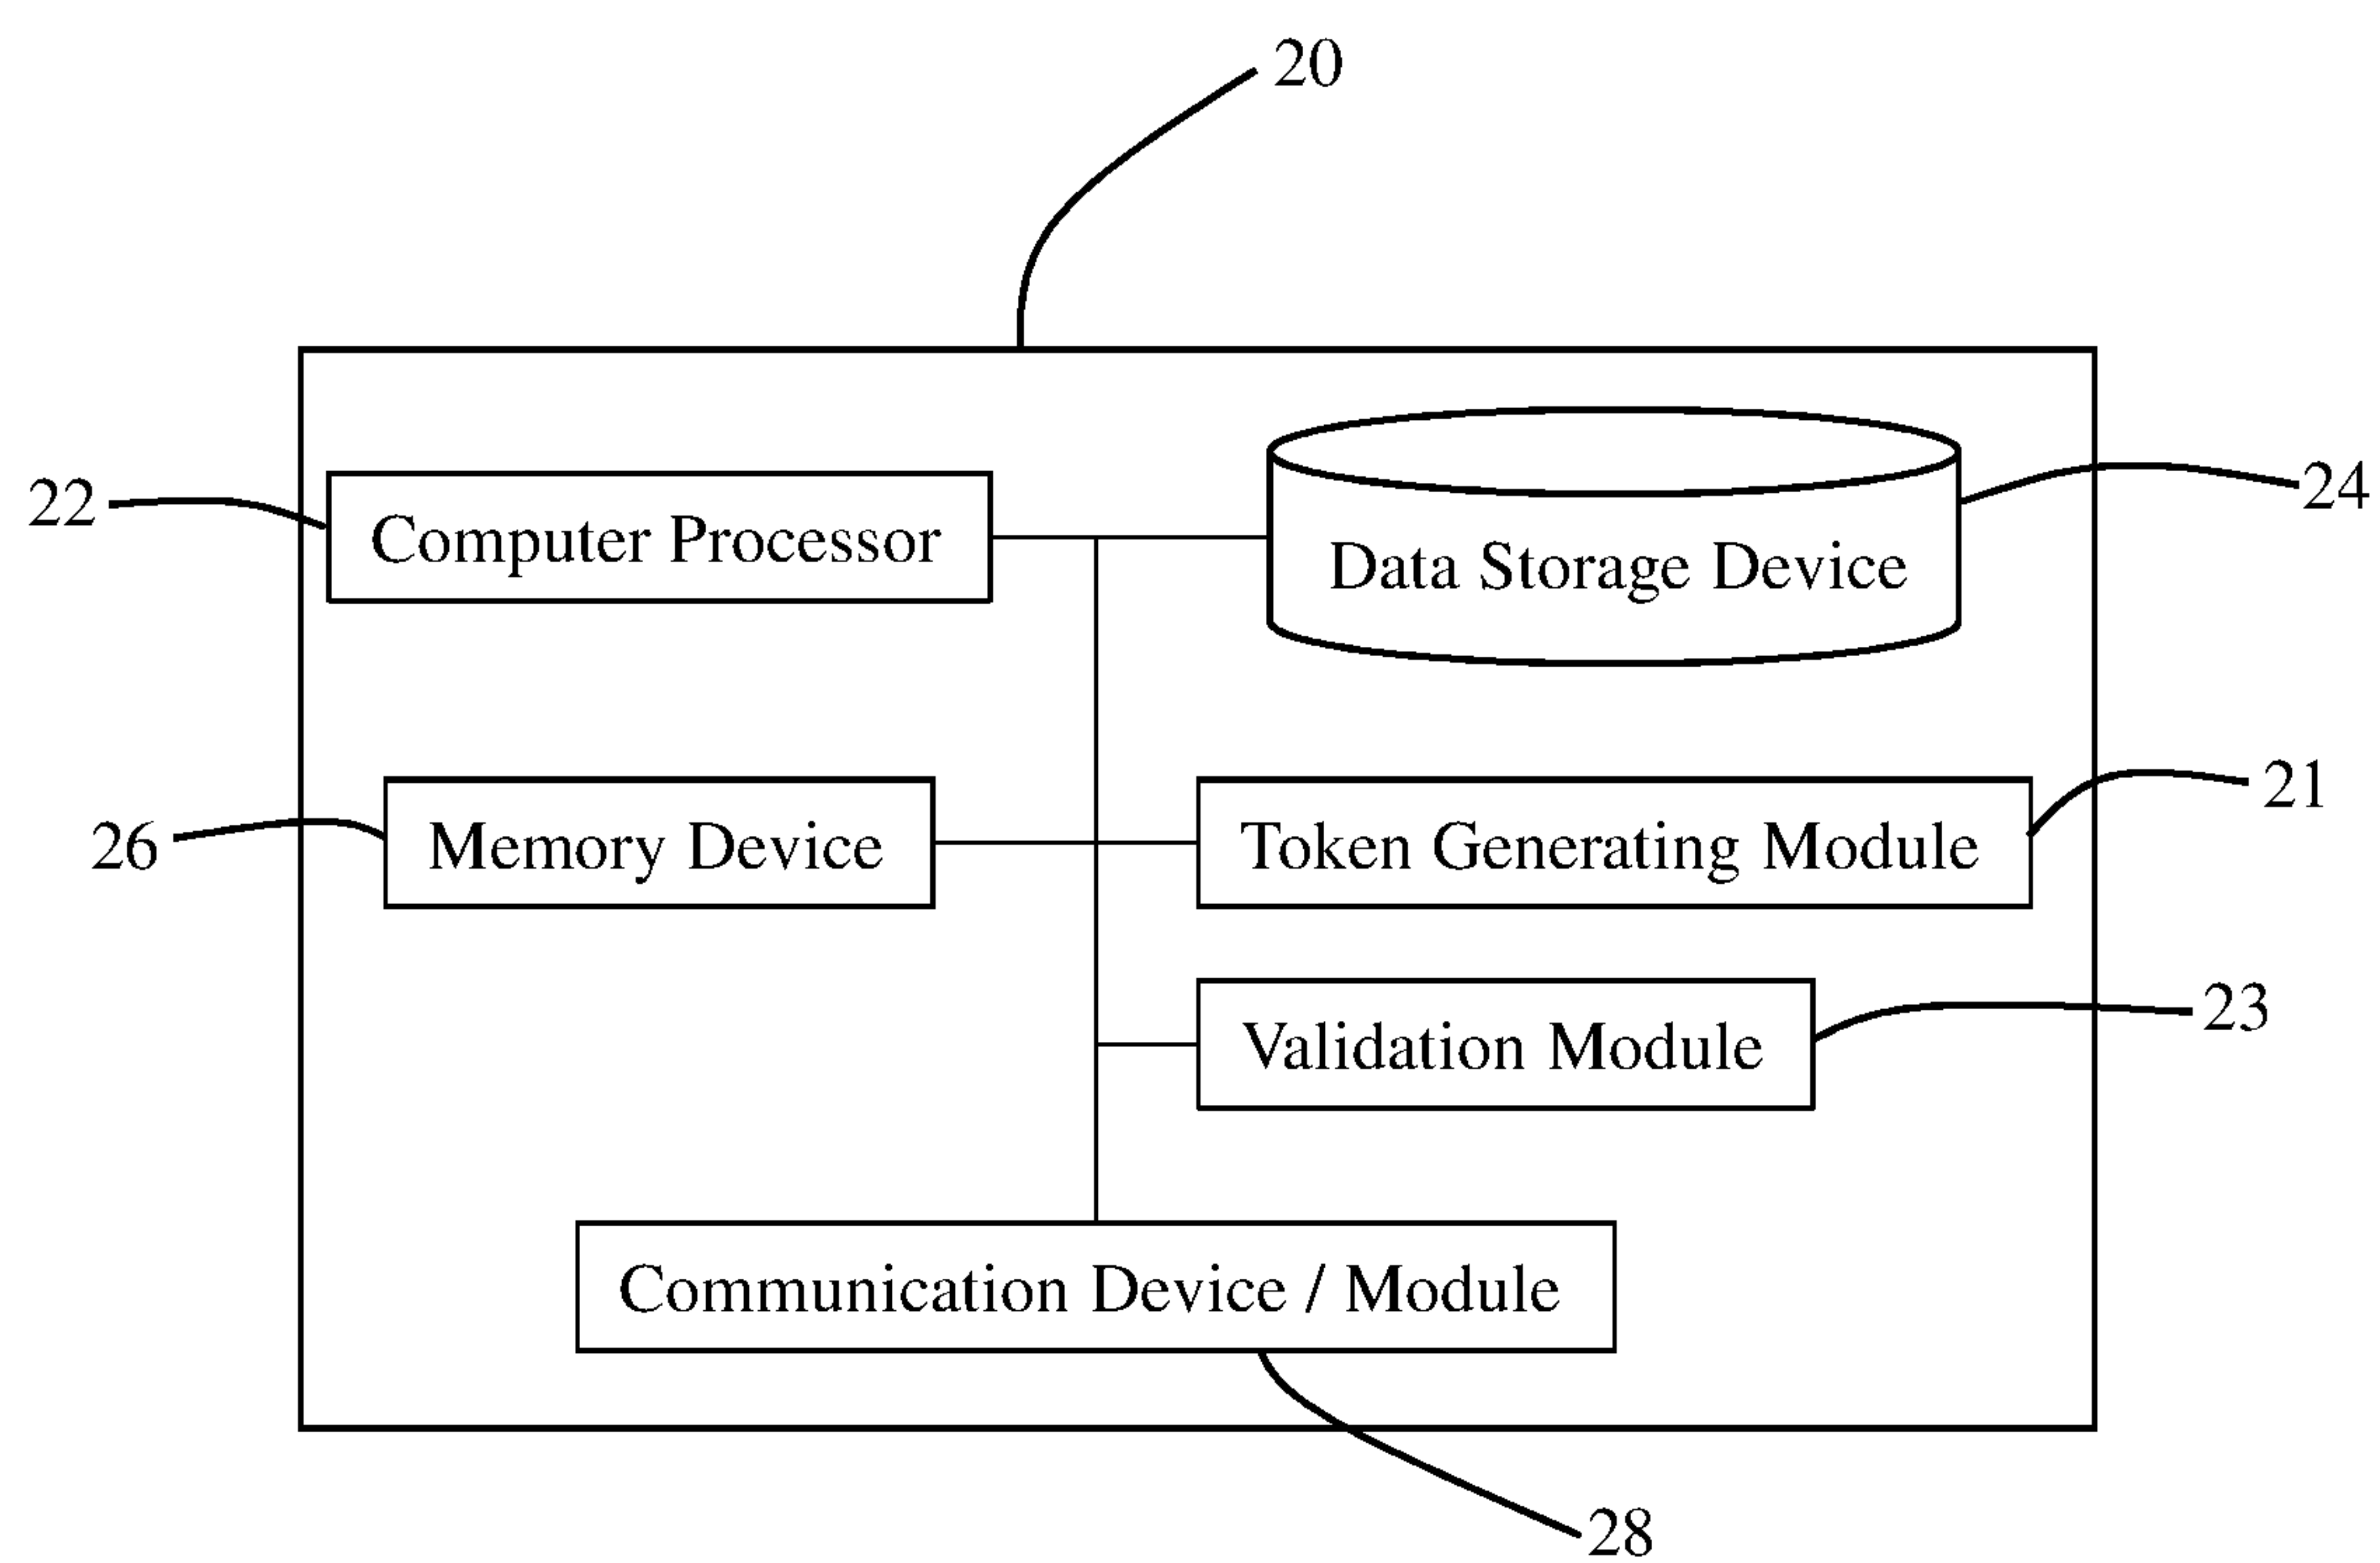 20
22
Computer Processor
Data Storage Device
24
26
Memory Device
Token Generating Module
21
Validation Module
23
Communication Device / Module
28